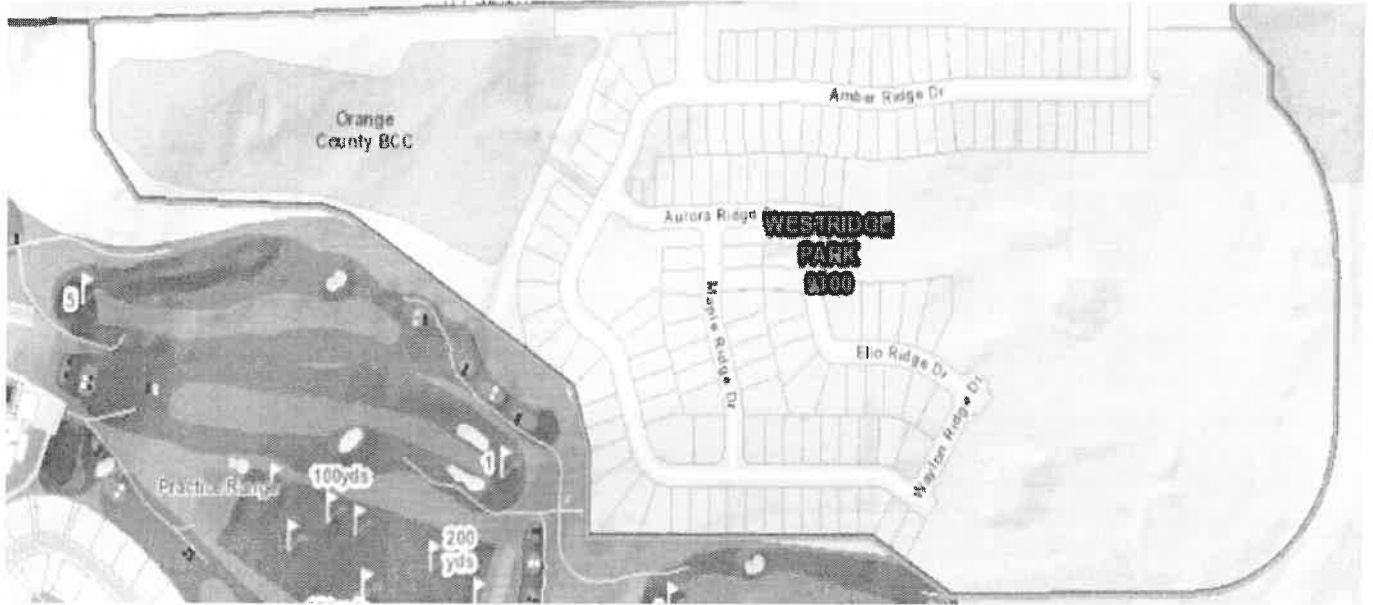 Orange
County BCC
Amber Ridge Dr
Aurora Ridge
WESTRIDGE
PARK
Maple Ridge Dr
Elio Ridge Dr
Waylon Ridge Dr
5
1
100yds
Practice Range
200
yds